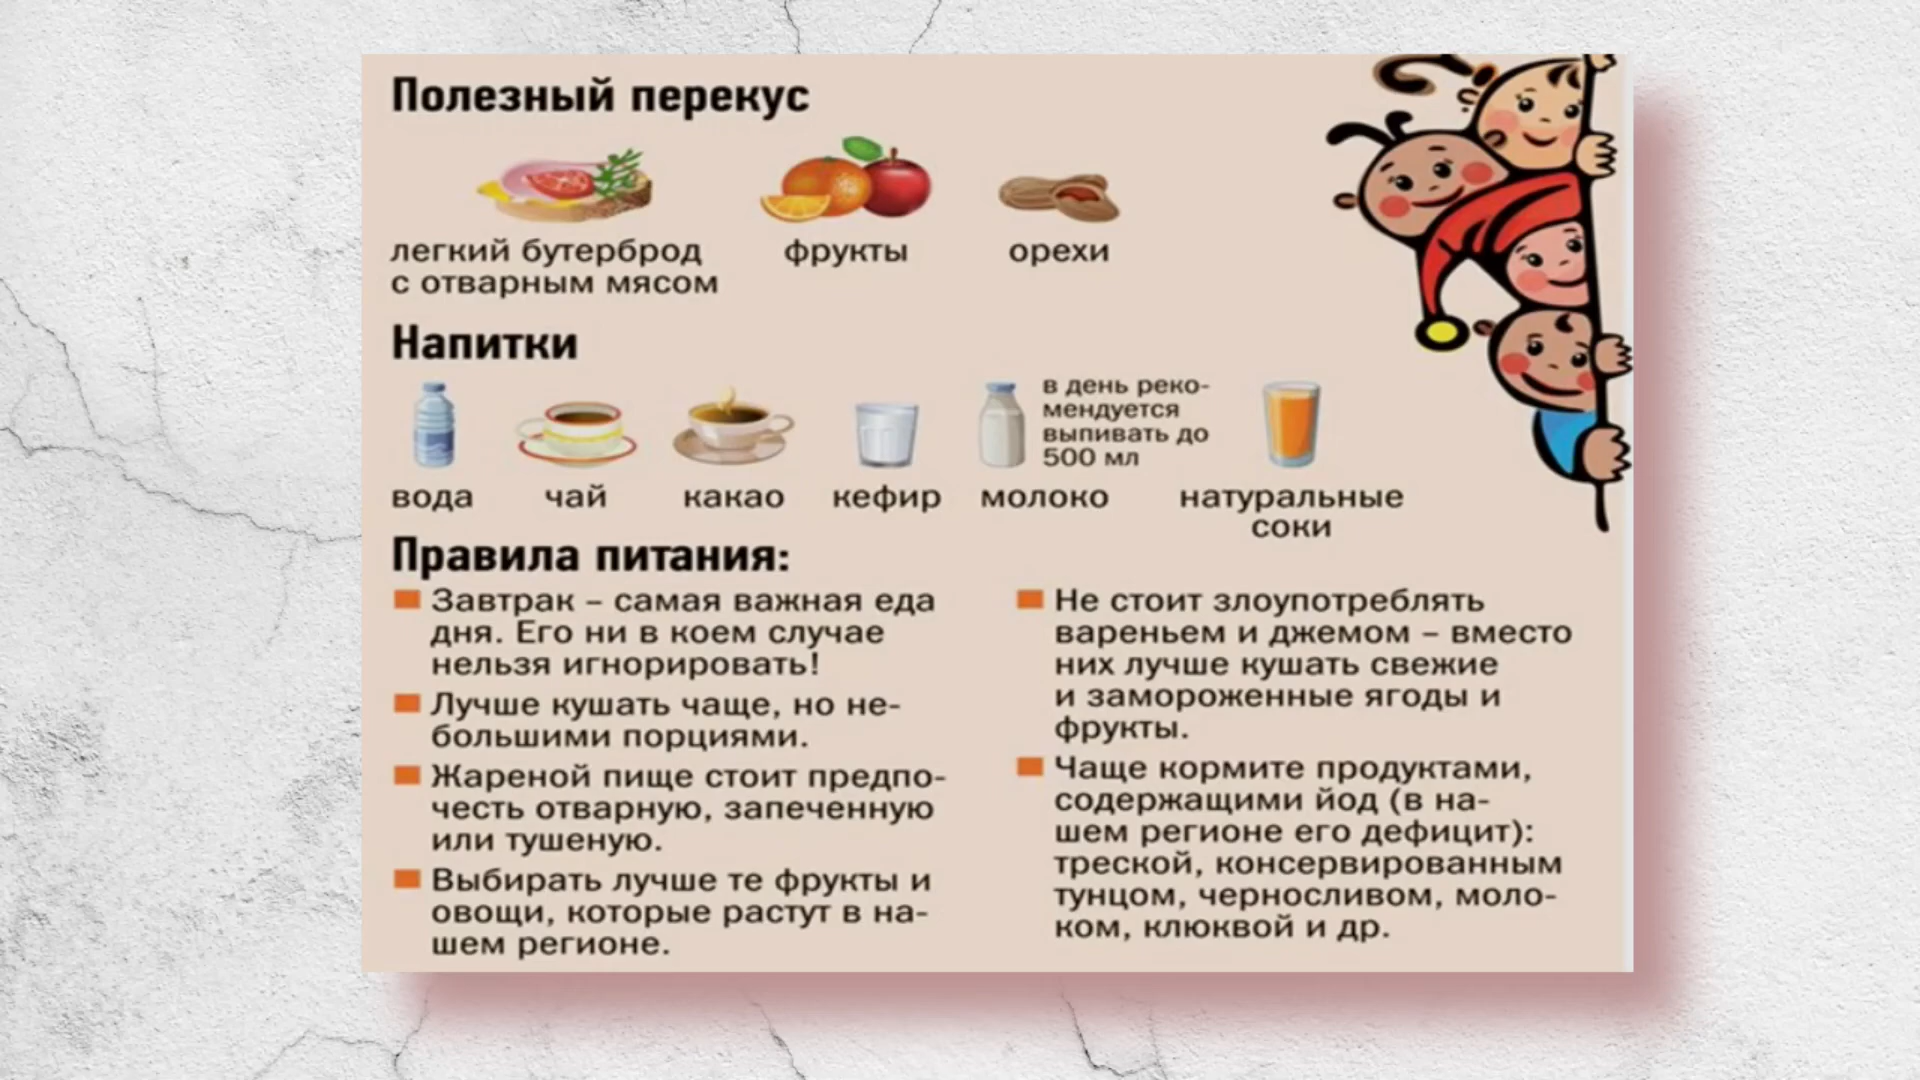 Полезный перекус
легкий бутерброд
с отварным мясом
фрукты
орехи
Напитки
вода
чай
какао
кефир
молоко
в день реко-
мендуется
выпивать до
500 мл
натуральные
соки
Правила питания:
Завтрак – самая важная еда
дня. Его ни в коем случае
нельзя игнорировать!
Лучше кушать чаще, но не-
большими порциями.
Жареной пище стоит предпо-
честь отварную, запеченную
или тушеную.
Выбирать лучше те фрукты и
овощи, которые растут в на-
шем регионе.
Не стоит злоупотреблять
вареньем и джемом – вместо
них лучше кушать свежие
и замороженные ягоды и
фрукты.
Чаще кормите продуктами,
содержащими йод (в на-
шем регионе его дефицит):
треской, консервированным
тунцом, черносливом, моло-
ком, клюквой и др.